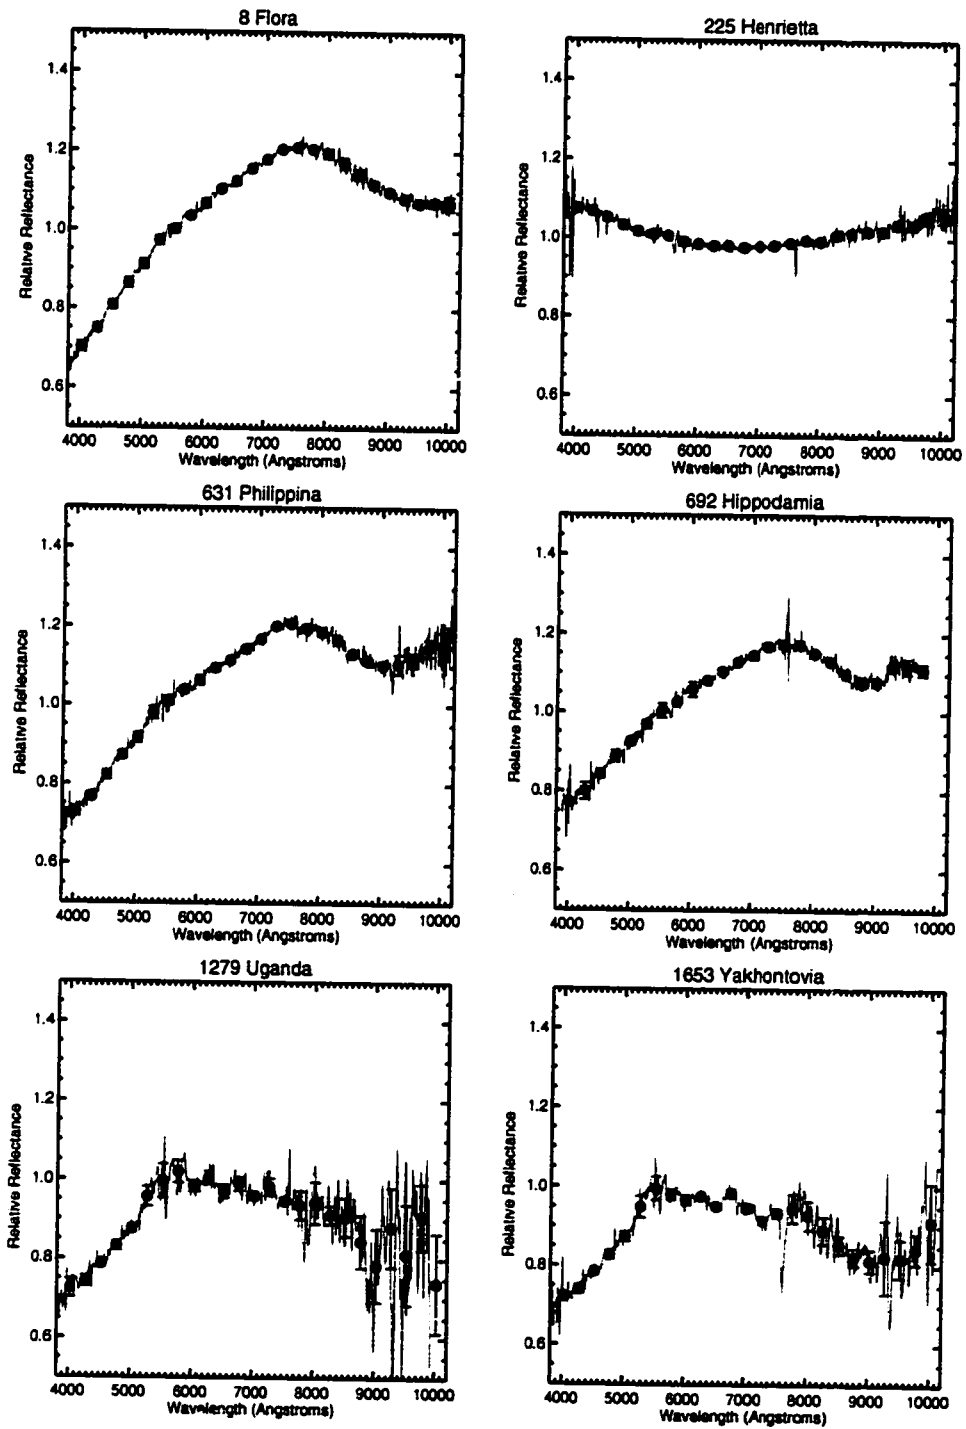 8 Flora
1.4
1.2
1.0
0.8
0.6
Relative Reflectance
4000 5000 6000 7000 8000 9000 10000
Wavelength (Angstroms)
225 Henrietta
1.4
1.2
1.0
0.8
0.6
Relative Reflectance
4000 5000 6000 7000 8000 9000 10000
Wavelength (Angstroms)
631 Philippina
1.4
1.2
1.0
0.8
0.6
Relative Reflectance
4000 5000 6000 7000 8000 9000 10000
Wavelength (Angstroms)
692 Hippodamia
1.4
1.2
1.0
0.8
0.6
Relative Reflectance
4000 5000 6000 7000 8000 9000 10000
Wavelength (Angstroms)
1279 Uganda
1.4
1.2
1.0
0.8
0.6
Relative Reflectance
4000 5000 6000 7000 8000 9000 10000
Wavelength (Angstroms)
1653 Yakhontovia
1.4
1.2
1.0
0.8
0.6
Relative Reflectance
4000 5000 6000 7000 8000 9000 10000
Wavelength (Angstroms)